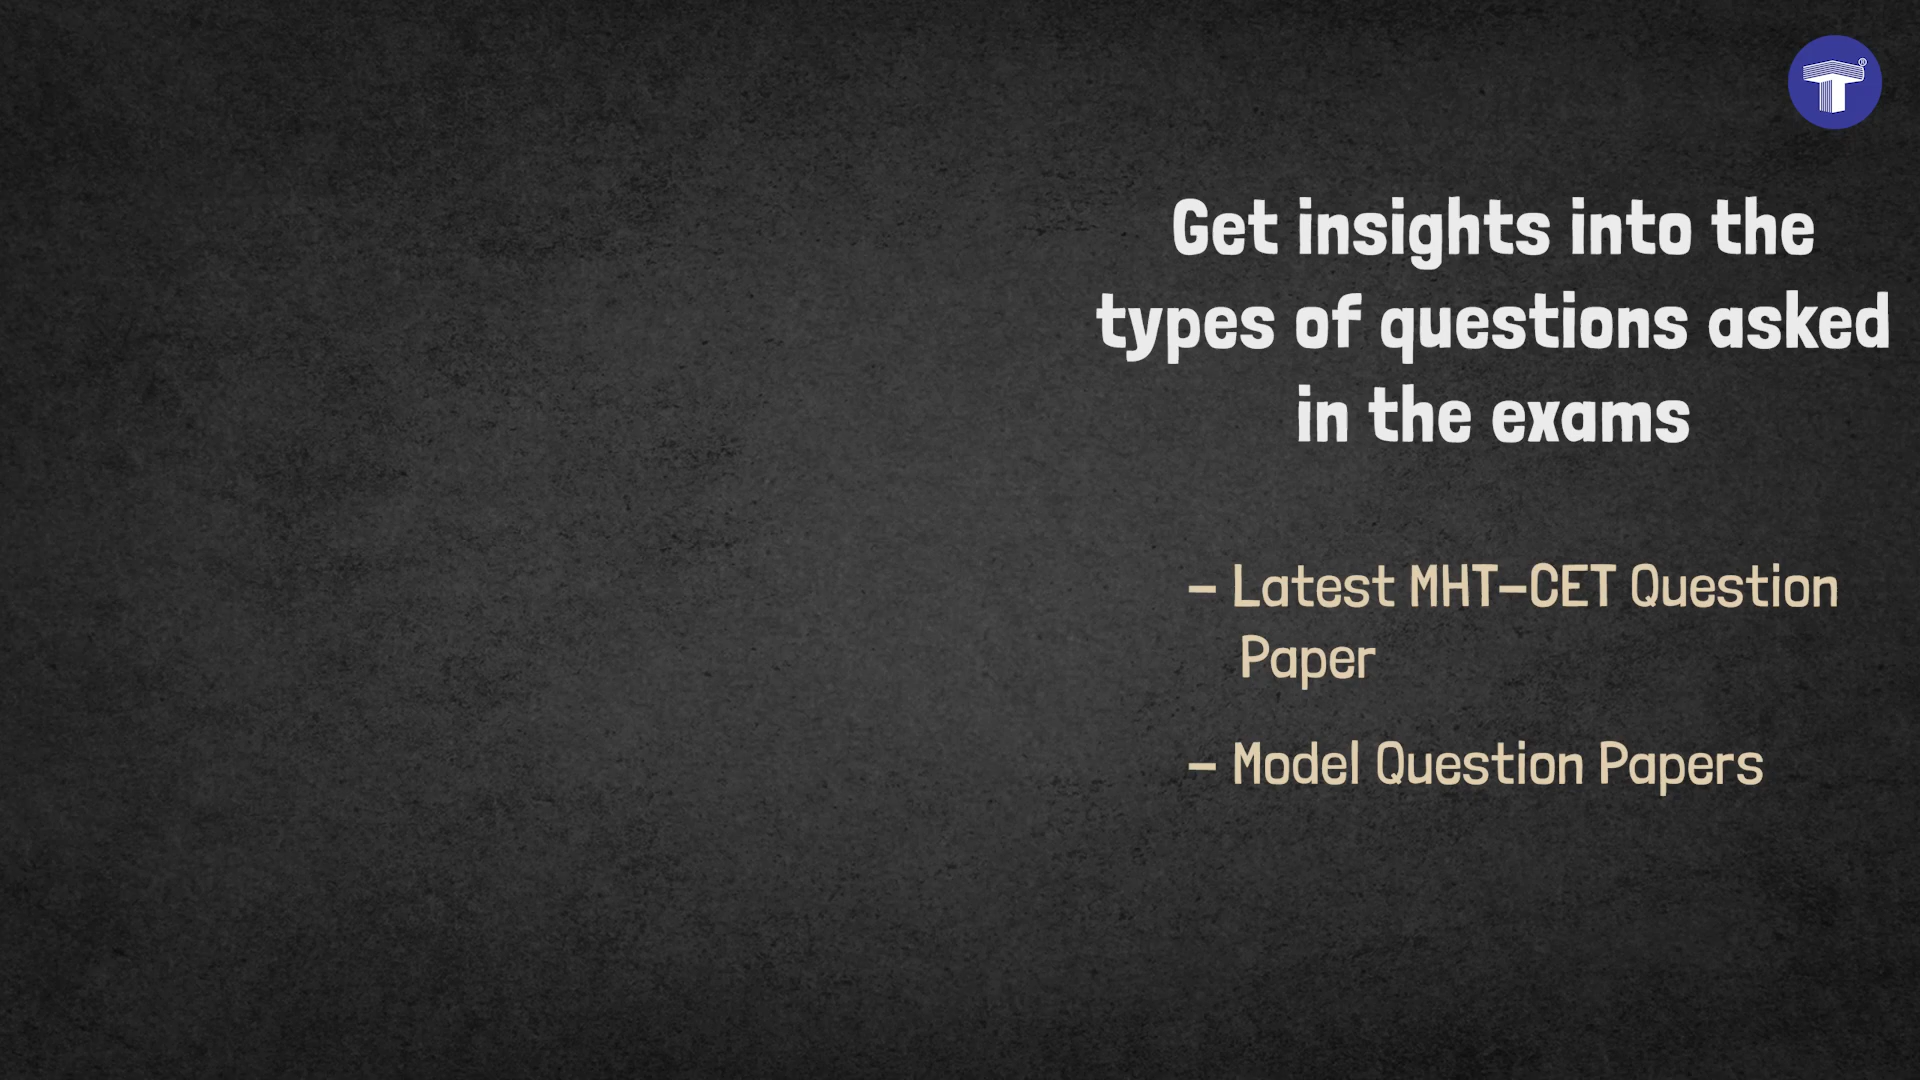 Get insights into the
types of questions asked
in the exams
– Latest MHT–CET Question
Paper
– Model Question Papers